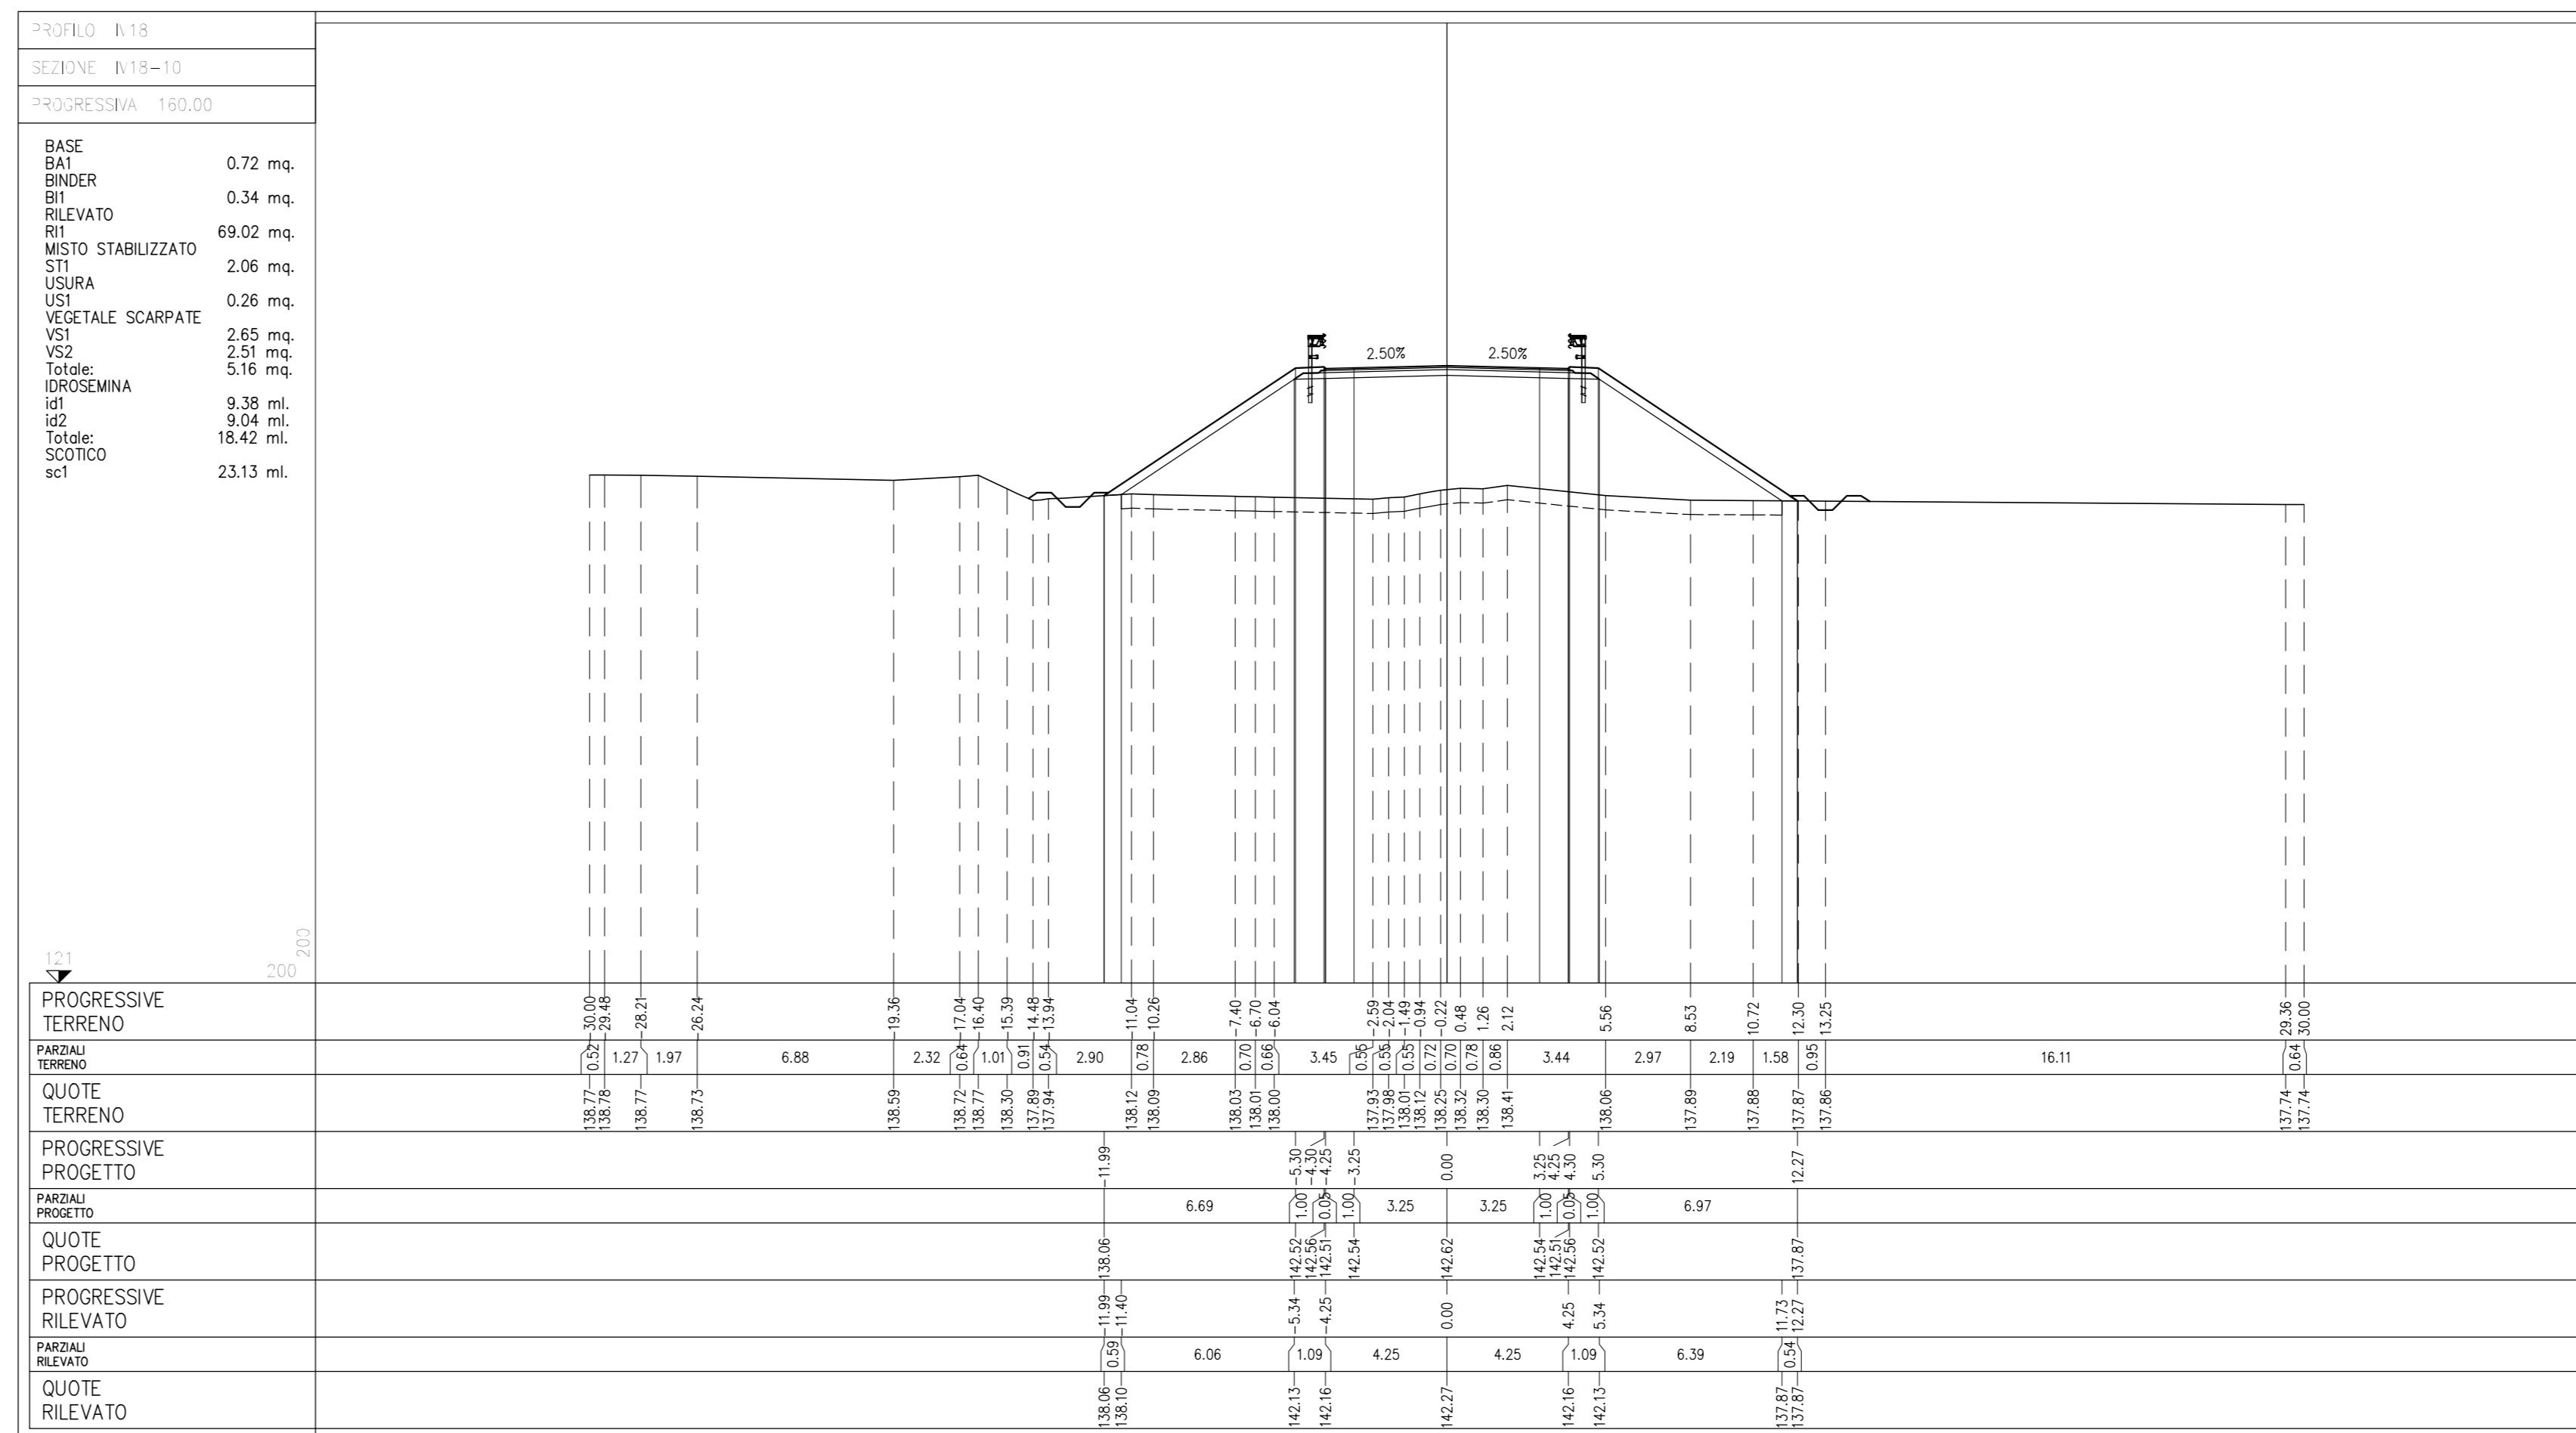 PROFILO IV18
SEZIONE IV18-10
PROGRESSIVA 160.00
BASE
BA1 0.72 mq.
BINDER
BI1 0.34 mq.
RILEVATO
RI1 69.02 mq.
MISTO STABILIZZATO
ST1 2.06 mq.
USURA
US1 0.26 mq.
VEGETALE SCARPATE
VS1 2.65 mq.
VS2 2.51 mq.
Totale: 5.16 mq.
IDROSEMINA
id1 9.38 ml.
id2 9.04 ml.
Totale: 18.42 ml.
SCOTICO
sc1 23.13 ml.
2.50% 2.50%
121
200
200
PROGRESSIVE
TERRENO
-30.00 -29.48 -28.21 -26.24 -19.36 -17.04 -16.40 -15.39 -14.48 -13.94 -11.04 -10.26 -7.40 -6.70 -6.04 -2.59 -2.04 -1.49 -0.94 -0.22 0.48 1.26 2.12 5.56 8.53 10.72 12.30 13.25 29.36 30.00
PARZIALI
TERRENO
0.52 1.27 1.97 6.88 2.32 0.64 1.01 0.91 0.54 2.90 0.78 2.86 0.70 0.66 3.45 0.55 0.55 0.55 0.72 0.70 0.78 0.86 3.44 2.97 2.19 1.58 0.95 16.11 0.64
QUOTE
TERRENO
138.77 138.78 138.77 138.73 138.59 138.72 138.77 138.30 137.89 137.94 138.12 138.09 138.03 138.01 138.00 137.93 137.98 138.01 138.12 138.25 138.32 138.30 138.41 138.06 137.89 137.88 137.87 137.86 137.74 137.74
PROGRESSIVE
PROGETTO
-11.99 -5.30 -4.30 -4.25 -3.25 0.00 3.25 4.25 4.30 5.30 12.27
PARZIALI
PROGETTO
6.69 1.00 0.05 1.00 3.25 3.25 1.00 0.05 1.00 6.97
QUOTE
PROGETTO
138.06 142.52 142.56 142.51 142.54 142.62 142.54 142.51 142.56 142.52 137.87
PROGRESSIVE
RILEVATO
-11.99 -11.40 -5.34 -4.25 0.00 4.25 5.34 11.73 12.27
PARZIALI
RILEVATO
0.59 6.06 1.09 4.25 4.25 1.09 6.39 0.54
QUOTE
RILEVATO
138.06 138.10 142.13 142.16 142.27 142.16 142.13 137.87 137.87